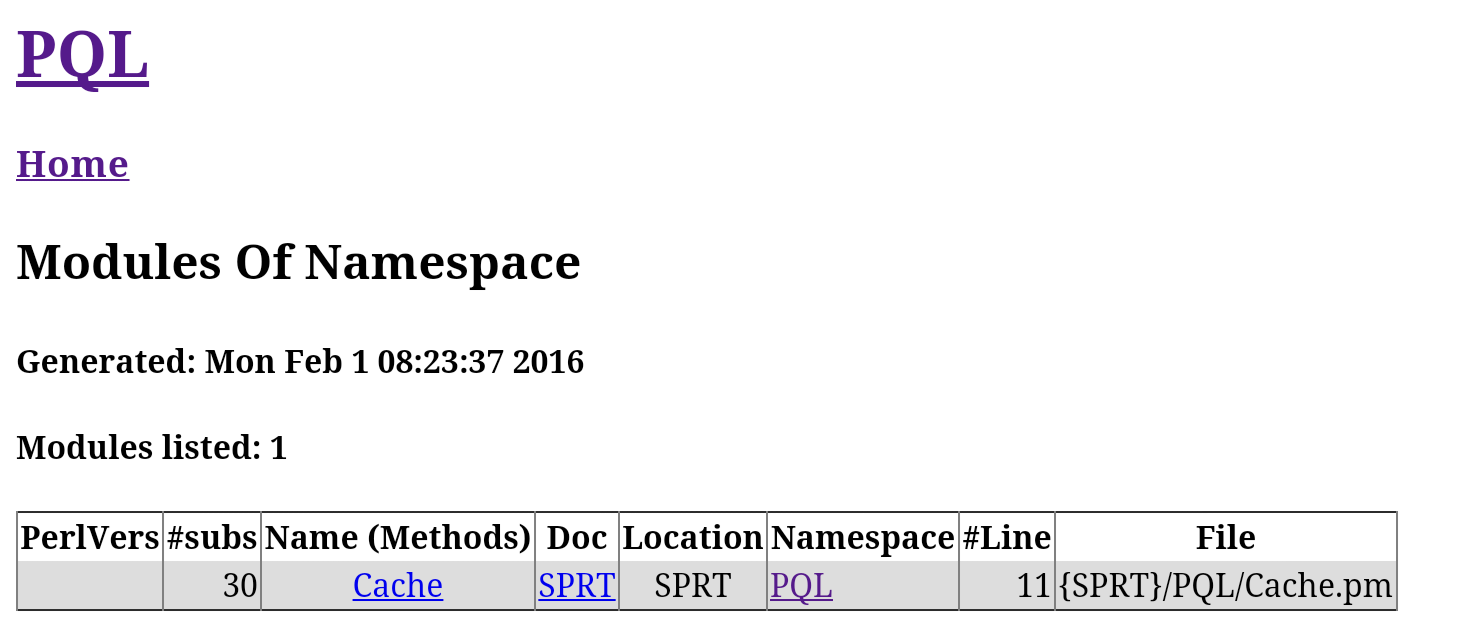 PQL
Home
Modules Of Namespace
Generated: Mon Feb 1 08:23:37 2016
Modules listed: 1
PerlVers #subs Name (Methods) Doc Location Namespace #Line File
30 Cache SPRT SPRT PQL 11 {SPRT}/PQL/Cache.pm